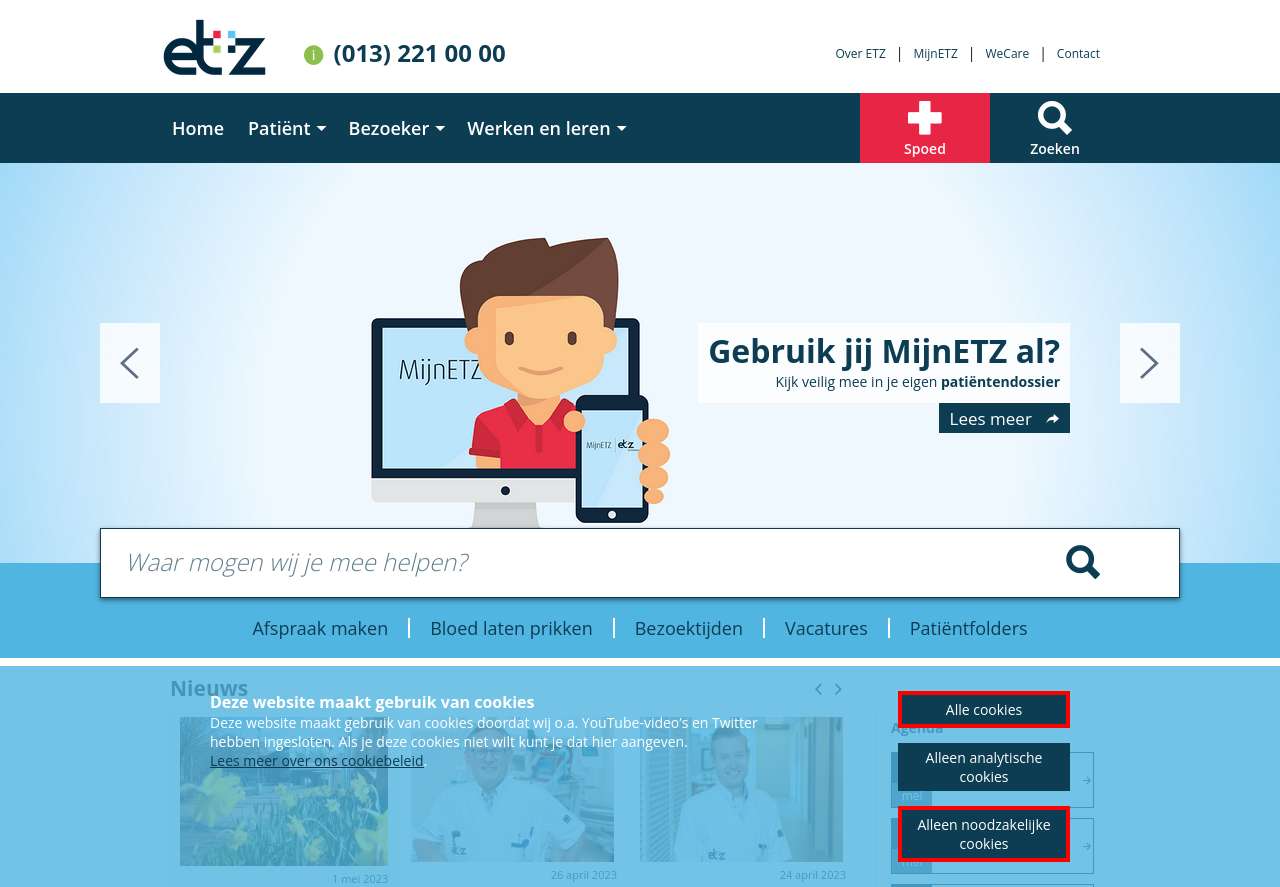 etz
i (013) 221 00 00
Over ETZ | MijnETZ | WeCare | Contact
Home Patiënt Bezoeker Werken en leren
Spoed
Zoeken
MijnETZ
MijnETZ etz
Gebruik jij MijnETZ al?
Kijk veilig mee in je eigen patiëntendossier
Lees meer
Waar mogen wij je mee helpen?
Afspraak maken | Bloed laten prikken | Bezoektijden | Vacatures | Patiëntfolders
Nieuws
Deze website maakt gebruik van cookies
Deze website maakt gebruik van cookies doordat wij o.a. YouTube-video's en Twitter
hebben ingesloten. Als je deze cookies niet wilt kunt je dat hier aangeven.
Lees meer over ons cookiebeleid.
Alle cookies
Agenda
Alleen analytische
cookies
mei
Alleen noodzakelijke
cookies
mei
etz
etz
1 mei 2023
26 april 2023
24 april 2023